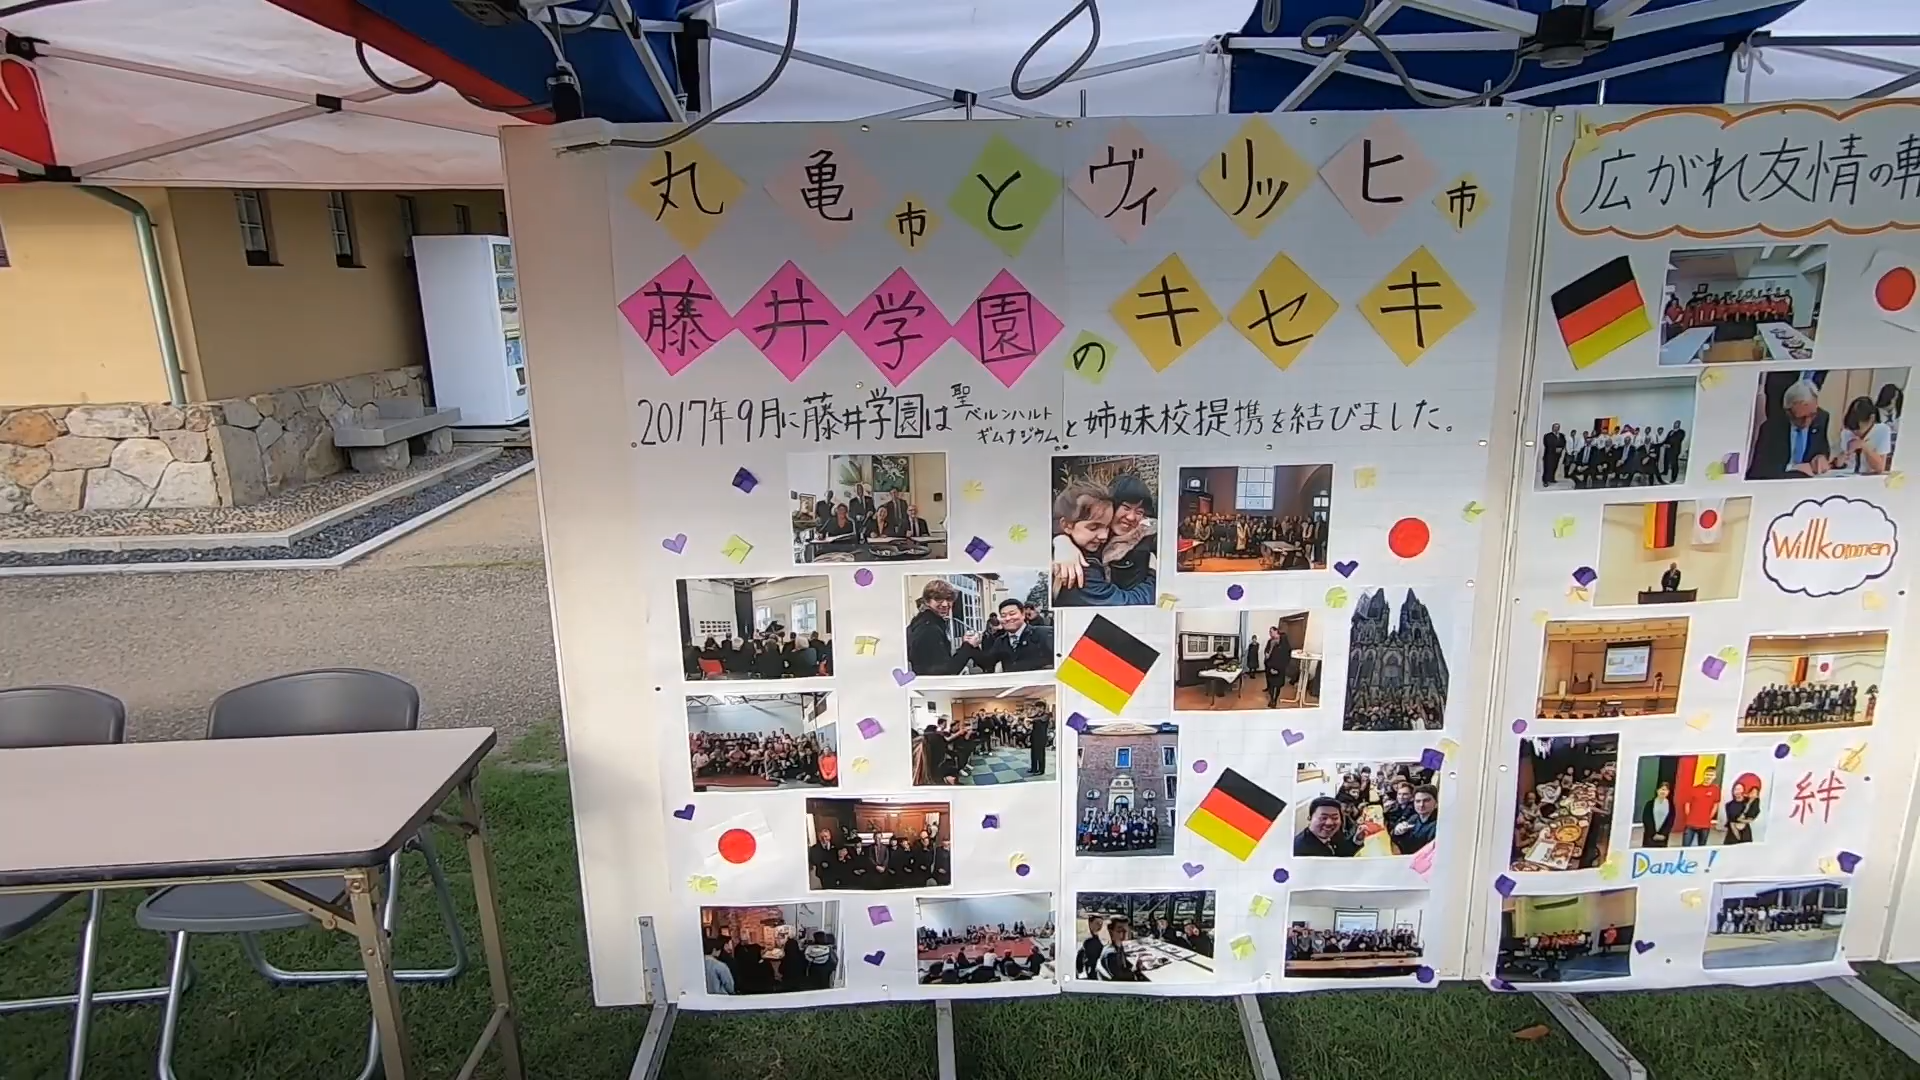 丸亀市とヴィリッヒ市
藤井学園のキセキ
2017年9月に藤井学園は聖ベルンハルトギムナジウムと姉妹校提携を結びました。
広がれ友情の
Willkommen
絆
Danke!